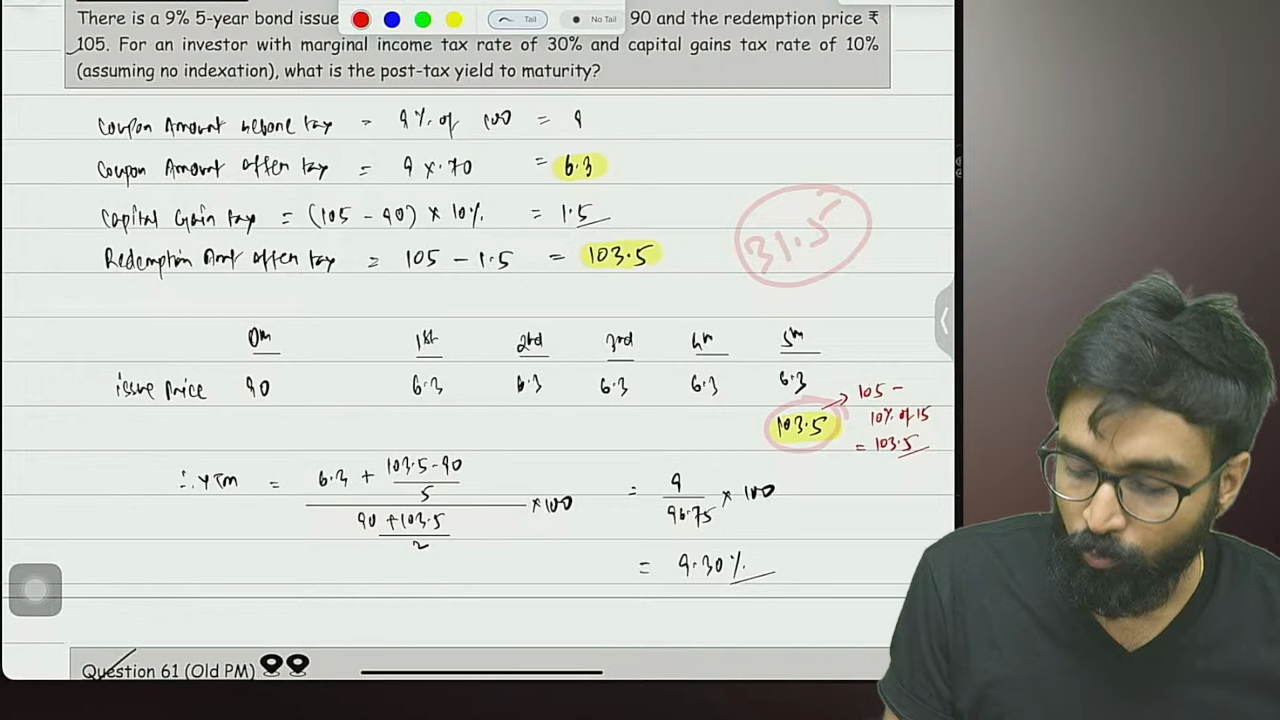 There is a 9% 5-year bond issue
Tail
No Tail
90 and the redemption price ₹
105. For an investor with marginal income tax rate of 30% and capital gains tax rate of 10%
(assuming no indexation), what is the post-tax yield to maturity?
Coupon Amount before tax = 9% of 100 = 9
Coupon Amount after tax = 9 x .70 = 6.3
Capital Gain tax = (105 - 90) x 10% = 1.5
Redemption Amt after tax = 105 - 1.5 = 103.5
31.5
0th 1st 2rd 3rd 4th 5th
issue price 90 6.3 6.3 6.3 6.3 6.3
103.5
105 -
10% of 15
= 103.5
∴ YTM = 6.3 + 103.5 - 90 / 5
90 + 103.5 / 2 x 100 = 9 / 96.75 x 100
= 9.30%
Question 61 (Old PM)